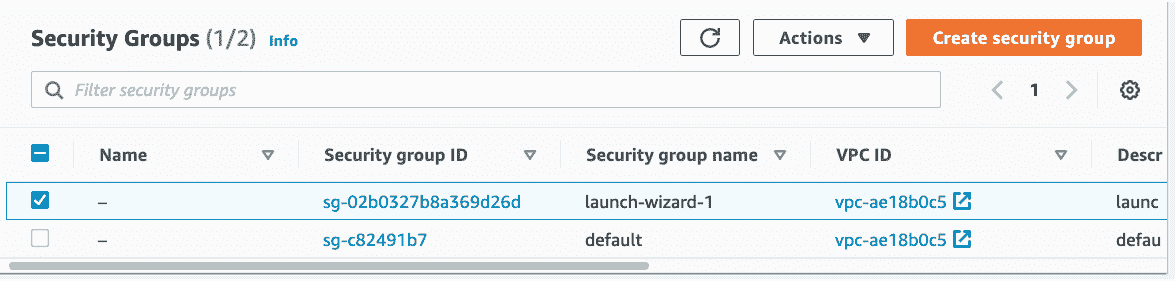 Security Groups (1/2) Info Actions Create security group
Filter security groups 1
Name Security group ID Security group name VPC ID Descr
– sg-02b0327b8a369d26d launch-wizard-1 vpc-ae18b0c5 launc
– sg-c82491b7 default vpc-ae18b0c5 defau